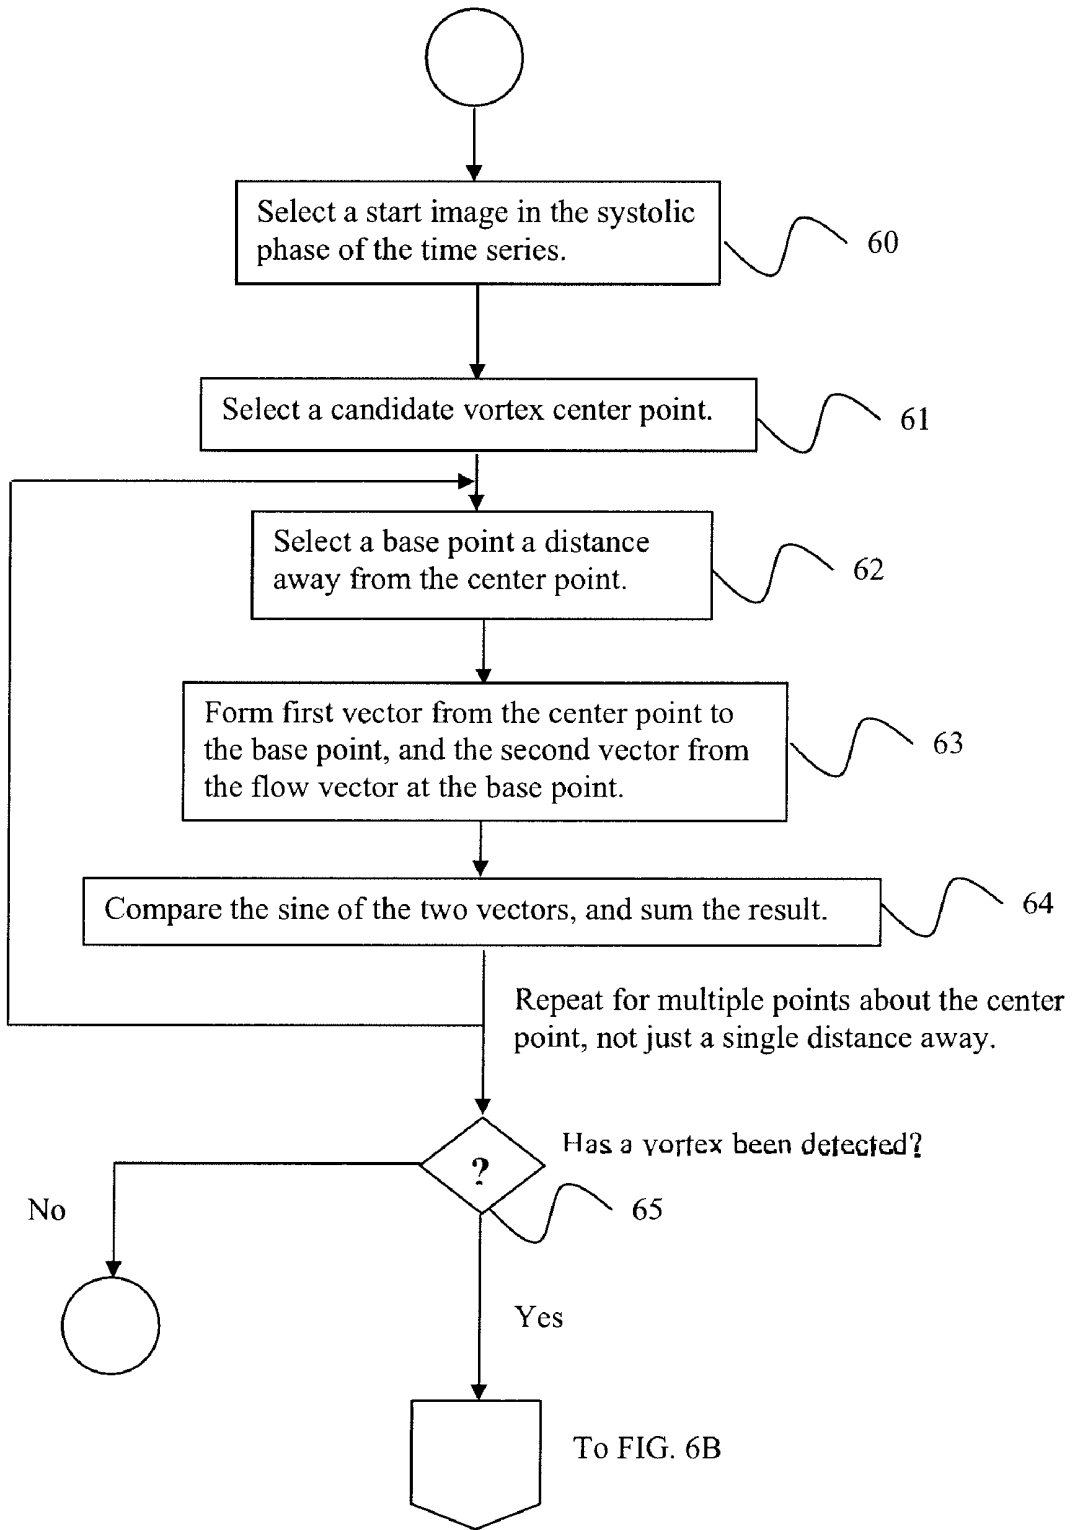 Select a start image in the systolic
phase of the time series.
60
Select a candidate vortex center point.
61
Select a base point a distance
away from the center point.
62
Form first vector from the center point to
the base point, and the second vector from
the flow vector at the base point.
63
Compare the sine of the two vectors, and sum the result.
64
Repeat for multiple points about the center
point, not just a single distance away.
Has a vortex been detected?
?
65
No
Yes
To FIG. 6B